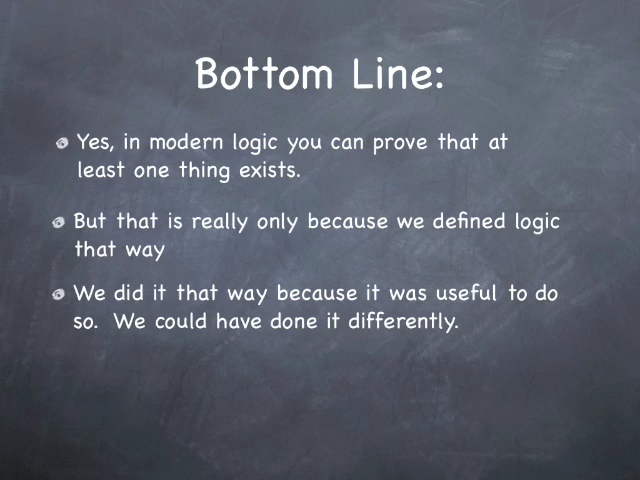 Bottom Line:
Yes, in modern logic you can prove that at
least one thing exists.
But that is really only because we defined logic
that way
We did it that way because it was useful to do
so.  We could have done it differently.